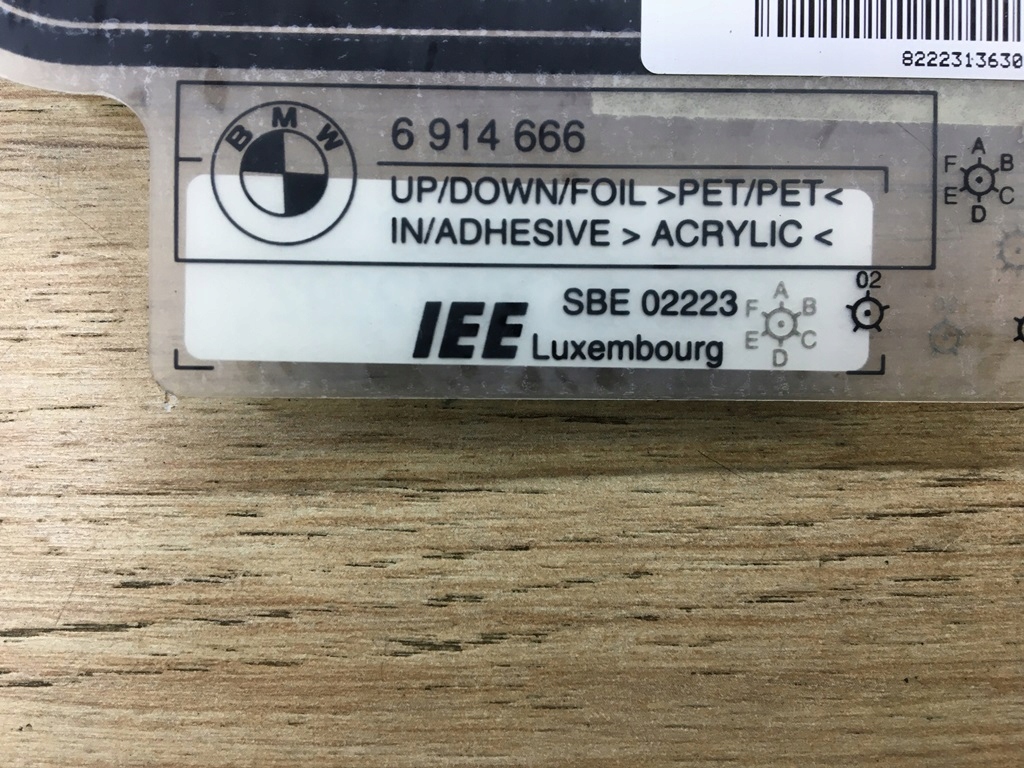 8222313630
BMW
6 914 666
UP/DOWN/FOIL >PET/PET<
IN/ADHESIVE > ACRYLIC <
A
F B
E C
D
SBE 02223
IEE Luxembourg
A
F B
E C
D
02